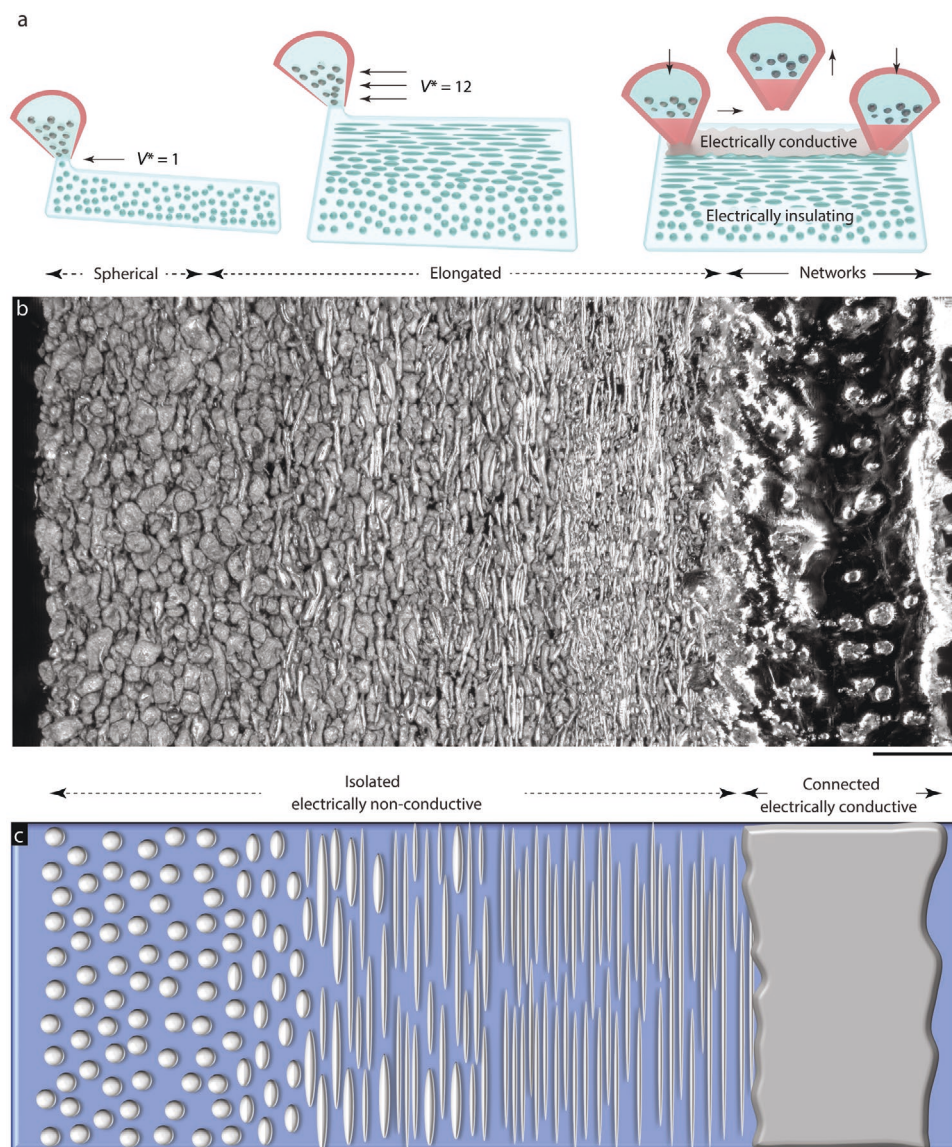 a
V* = 1
V* = 12
Electrically conductive
Electrically insulating
Spherical
Elongated
Networks
b
Isolated
electrically non-conductive
Connected
electrically conductive
c